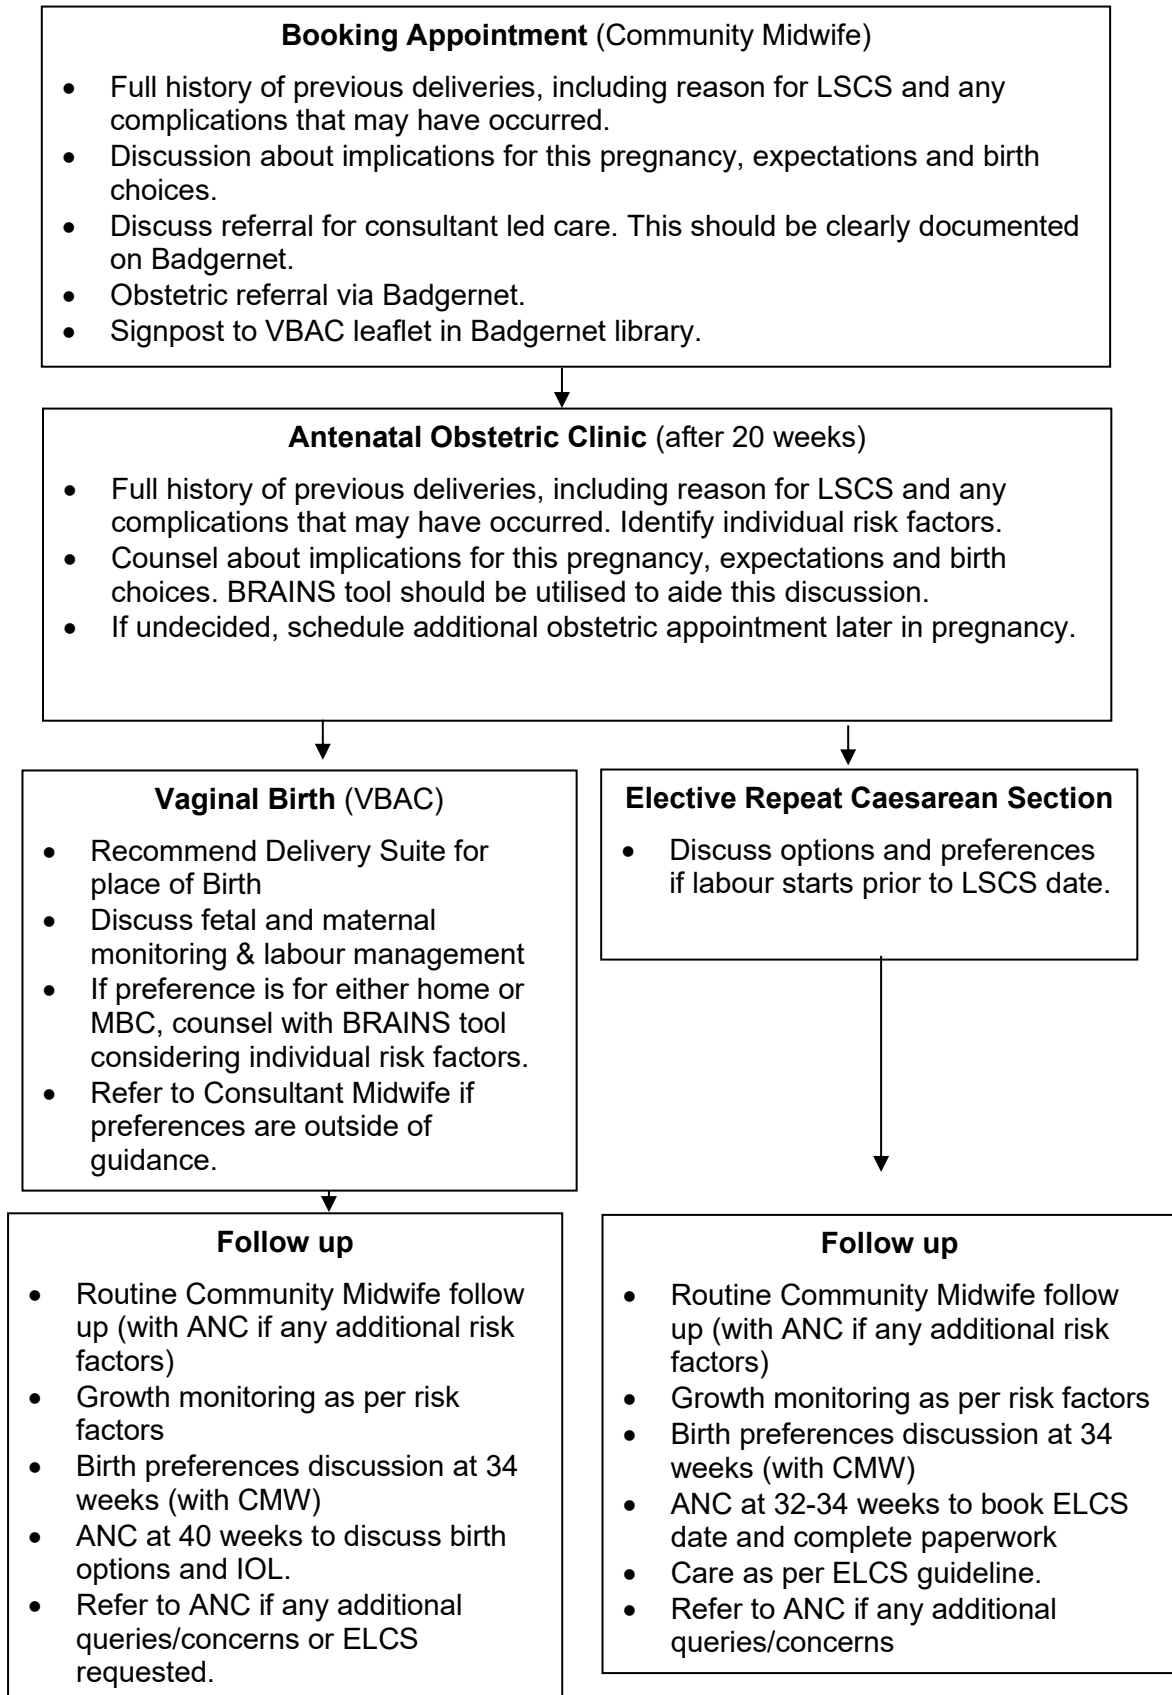 Booking Appointment (Community Midwife)
• Full history of previous deliveries, including reason for LSCS and any
complications that may have occurred.
• Discussion about implications for this pregnancy, expectations and birth
choices.
• Discuss referral for consultant led care. This should be clearly documented
on Badgernet.
• Obstetric referral via Badgernet.
• Signpost to VBAC leaflet in Badgernet library.
Antenatal Obstetric Clinic (after 20 weeks)
• Full history of previous deliveries, including reason for LSCS and any
complications that may have occurred. Identify individual risk factors.
• Counsel about implications for this pregnancy, expectations and birth
choices. BRAINS tool should be utilised to aide this discussion.
• If undecided, schedule additional obstetric appointment later in pregnancy.
Vaginal Birth (VBAC)
• Recommend Delivery Suite for
place of Birth
• Discuss fetal and maternal
monitoring & labour management
• If preference is for either home or
MBC, counsel with BRAINS tool
considering individual risk factors.
• Refer to Consultant Midwife if
preferences are outside of
guidance.
Elective Repeat Caesarean Section
• Discuss options and preferences
if labour starts prior to LSCS date.
Follow up
• Routine Community Midwife follow
up (with ANC if any additional risk
factors)
• Growth monitoring as per risk
factors
• Birth preferences discussion at 34
weeks (with CMW)
• ANC at 40 weeks to discuss birth
options and IOL.
• Refer to ANC if any additional
queries/concerns or ELCS
requested.
Follow up
• Routine Community Midwife follow
up (with ANC if any additional risk
factors)
• Growth monitoring as per risk factors
• Birth preferences discussion at 34
weeks (with CMW)
• ANC at 32-34 weeks to book ELCS
date and complete paperwork
• Care as per ELCS guideline.
• Refer to ANC if any additional
queries/concerns